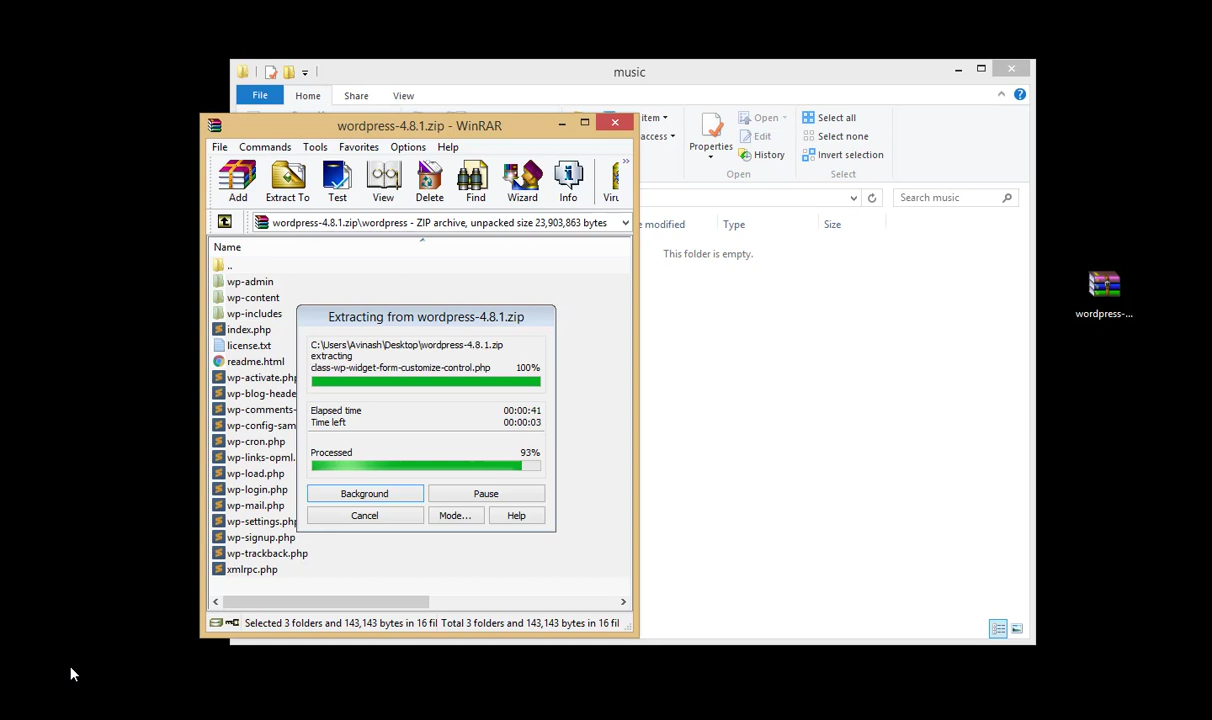 music
File Home Share View
item
Open
Select all
access
Edit
Select none
Properties
History
Invert selection
Open
Select
Search music
modified Type Size
This folder is empty.
wordpress-4.8.1.zip - WinRAR
File Commands Tools Favorites Options Help
Add Extract To Test View Delete Find Wizard Info
wordpress-4.8.1.zip\wordpress - ZIP archive, unpacked size 23,903,863 bytes
Name
..
wp-admin
wp-content
wp-includes
index.php
license.txt
readme.html
wp-activate.php
wp-blog-heade
wp-comments-
wp-config-sam
wp-cron.php
wp-links-opml.
wp-load.php
wp-login.php
wp-mail.php
wp-settings.php
wp-signup.php
wp-trackback.php
xmlrpc.php
Selected 3 folders and 143,143 bytes in 16 fil
Total 3 folders and 143,143 bytes in 16 fil
Extracting from wordpress-4.8.1.zip
C:\Users\Avinash\Desktop\wordpress-4.8.1.zip
extracting
class-wp-widget-form-customize-control.php 100%
Elapsed time 00:00:41
Time left 00:00:03
Processed 93%
Background Pause
Cancel Mode... Help
wordpress-...